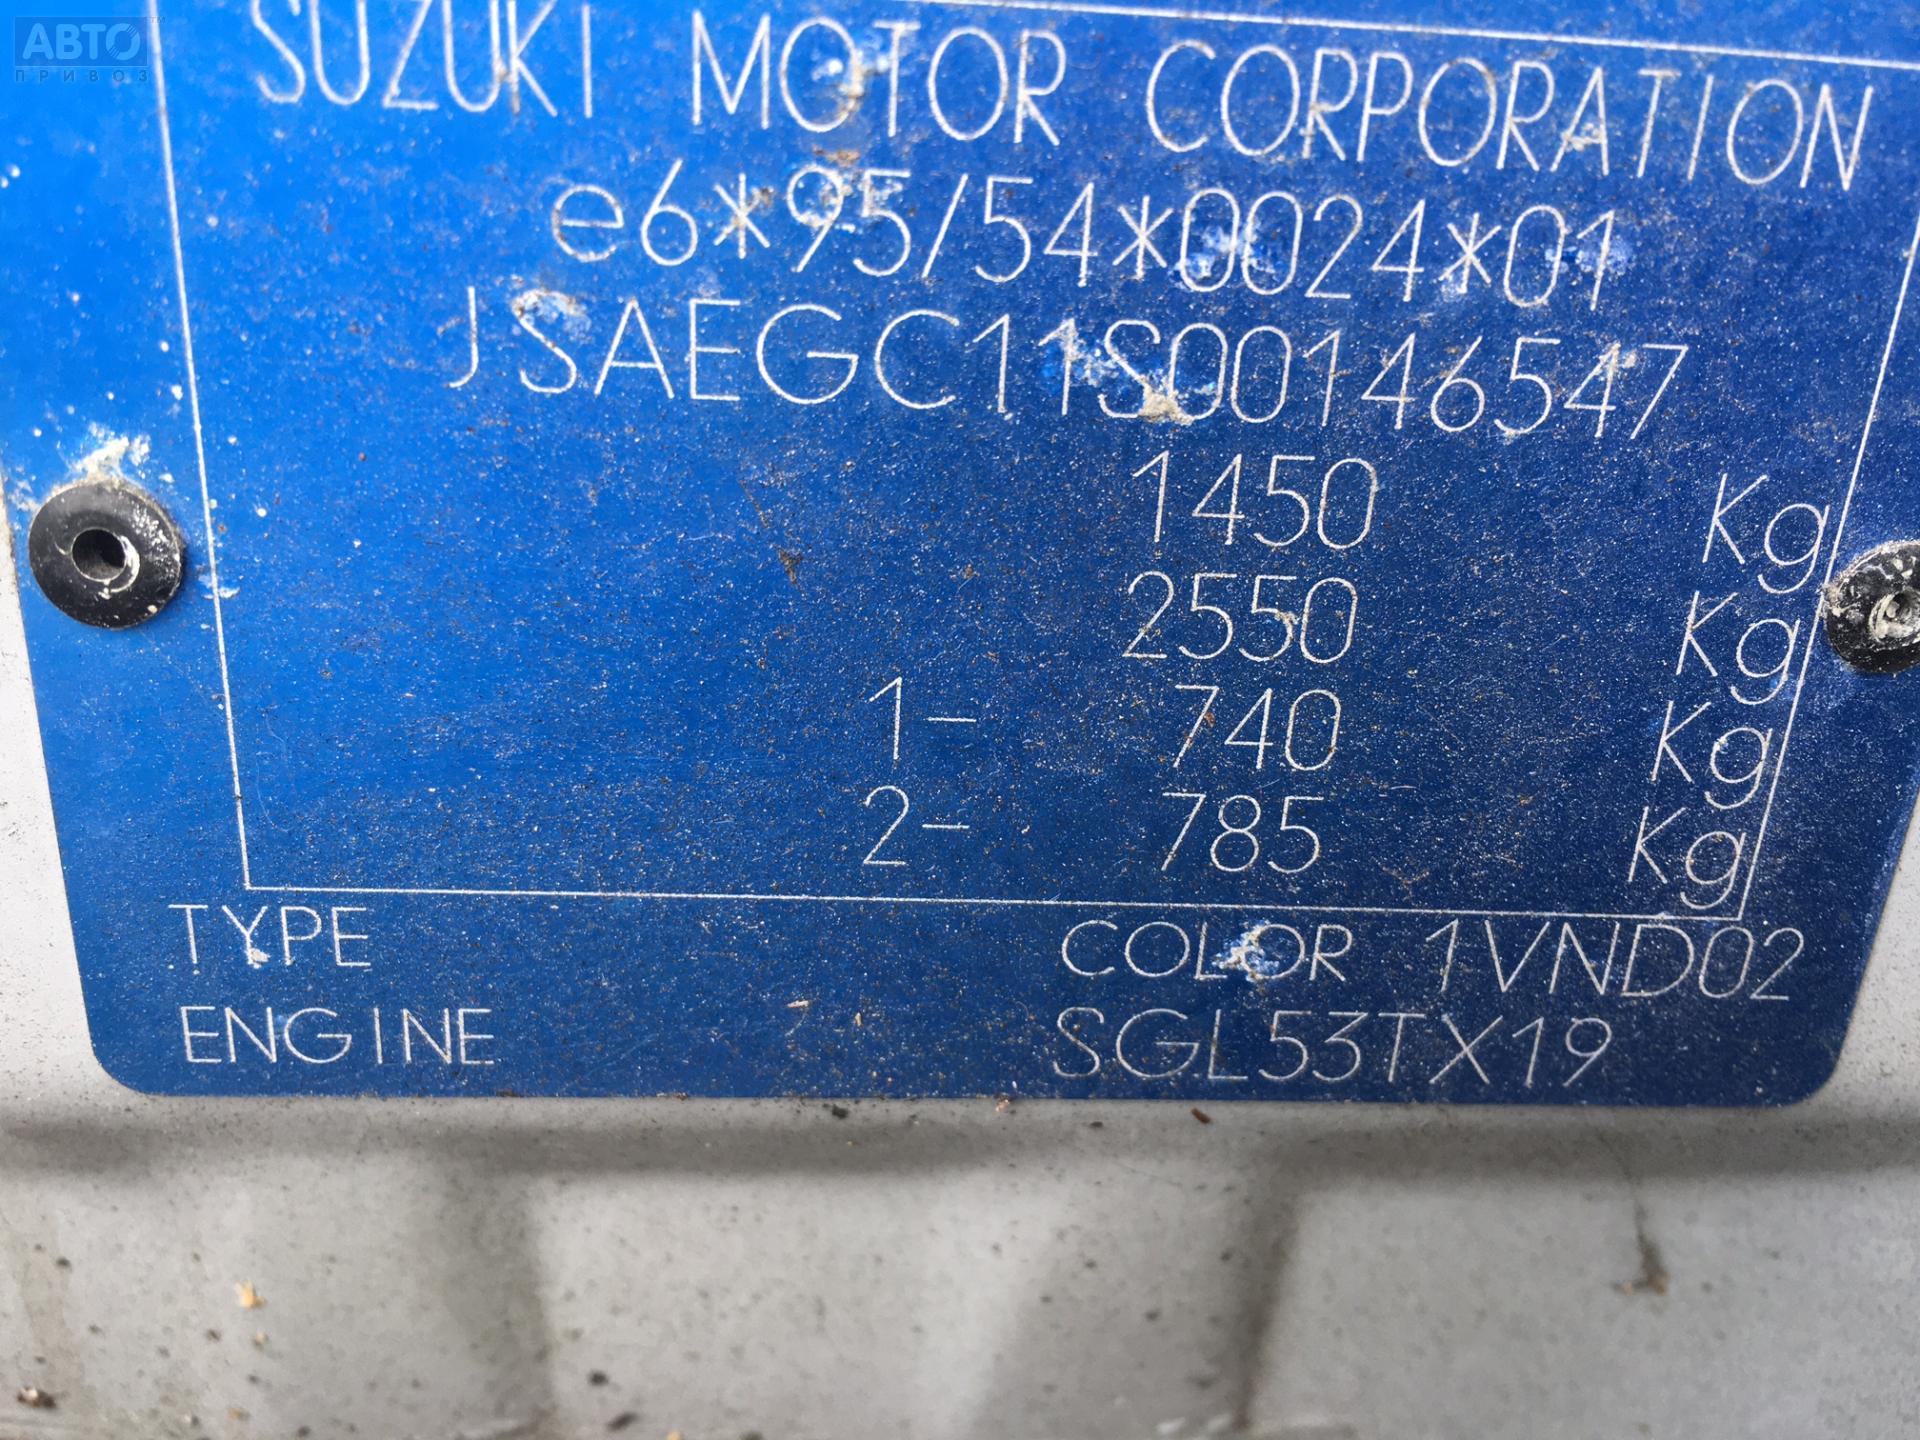 АВТО
ПРИВОЗ
SUZUKI MOTOR CORPORATION
e6*95/54*0024*01
JSAEGC11S00146547
1450 Kg
2550 Kg
1- 740 Kg
2- 785 Kg
TYPE COLOR 1VND02
ENGINE SGL53TX19